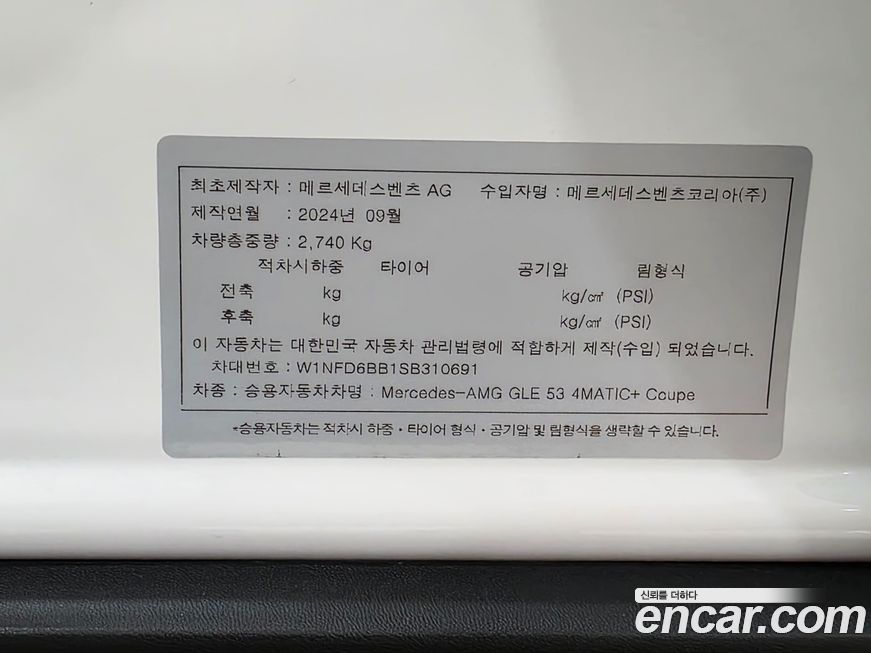 최초제작자 : 메르세데스벤츠 AG 수입자명 : 메르세데스벤츠코리아(주)
제작연월 : 2024년 09월
차량총중량 : 2,740 Kg
적차시하중 타이어 공기압 림형식
전축 kg kg/㎠ (PSI)
후축 kg kg/㎠ (PSI)
이 자동차는 대한민국 자동차 관리법령에 적합하게 제작(수입) 되었습니다.
차대번호 : W1NFD6BB1SB310691
차종 : 승용자동차차명 : Mercedes-AMG GLE 53 4MATIC+ Coupe
*승용자동차는 적차시 하중・타이어 형식・공기압 및 림형식을 생략할 수 있습니다.
신뢰를 더하다
encar.com